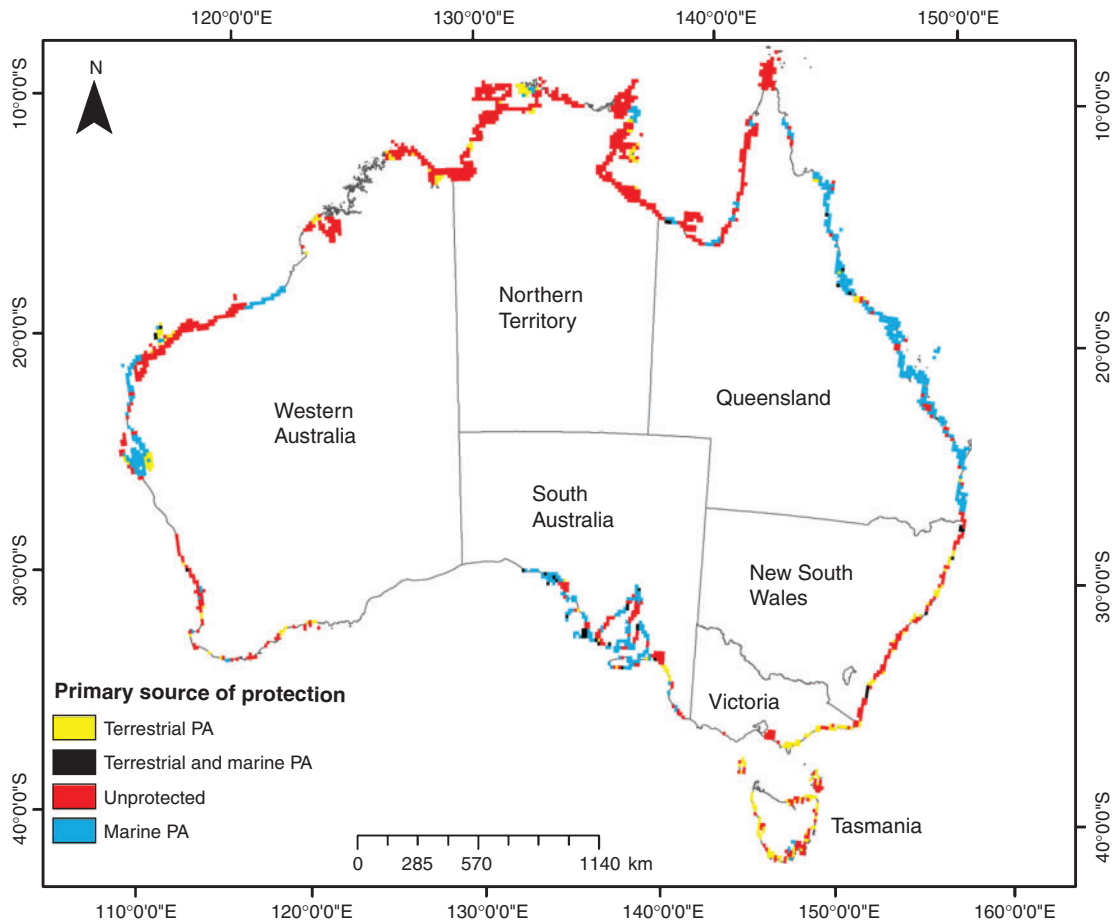 120°0'0"E 130°0'0"E 140°0'0"E 150°0'0"E
N
10°0'0"S
10°0'0"S
Northern
Territory
20°0'0"S
20°0'0"S
Western
Australia
Queensland
South
Australia
30°0'0"S
30°0'0"S
New South
Wales
Primary source of protection
Victoria
Terrestrial PA
Terrestrial and marine PA
Unprotected
Marine PA
40°0'0"S
40°0'0"S
Tasmania
0 285 570 1140 km
110°0'0"E 120°0'0"E 130°0'0"E 140°0'0"E 150°0'0"E 160°0'0"E